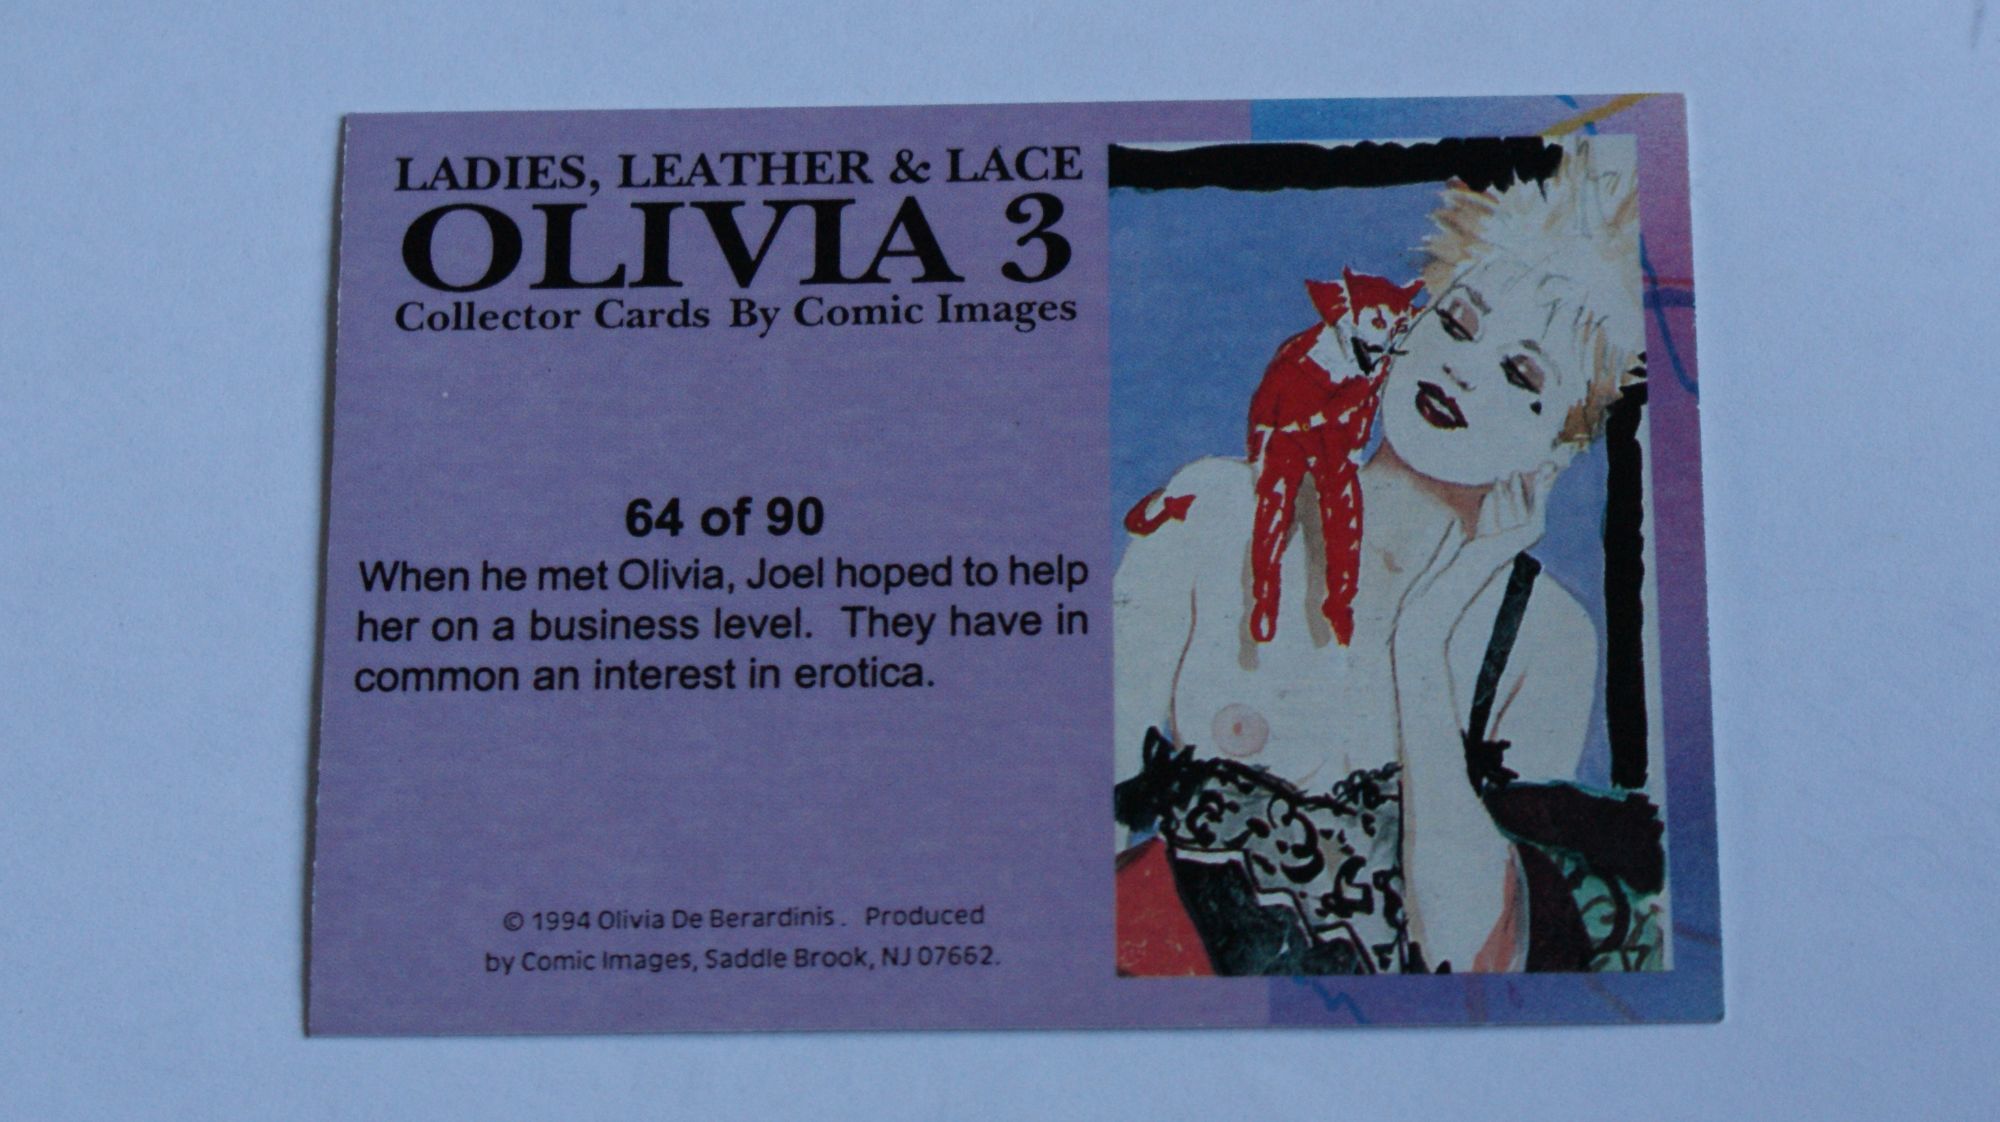 LADIES, LEATHER & LACE
OLIVIA 3
Collector Cards By Comic Images
64 of 90
When he met Olivia, Joel hoped to help
her on a business level. They have in
common an interest in erotica.
© 1994 Olivia De Berardinis. Produced
by Comic Images, Saddle Brook, NJ 07662.